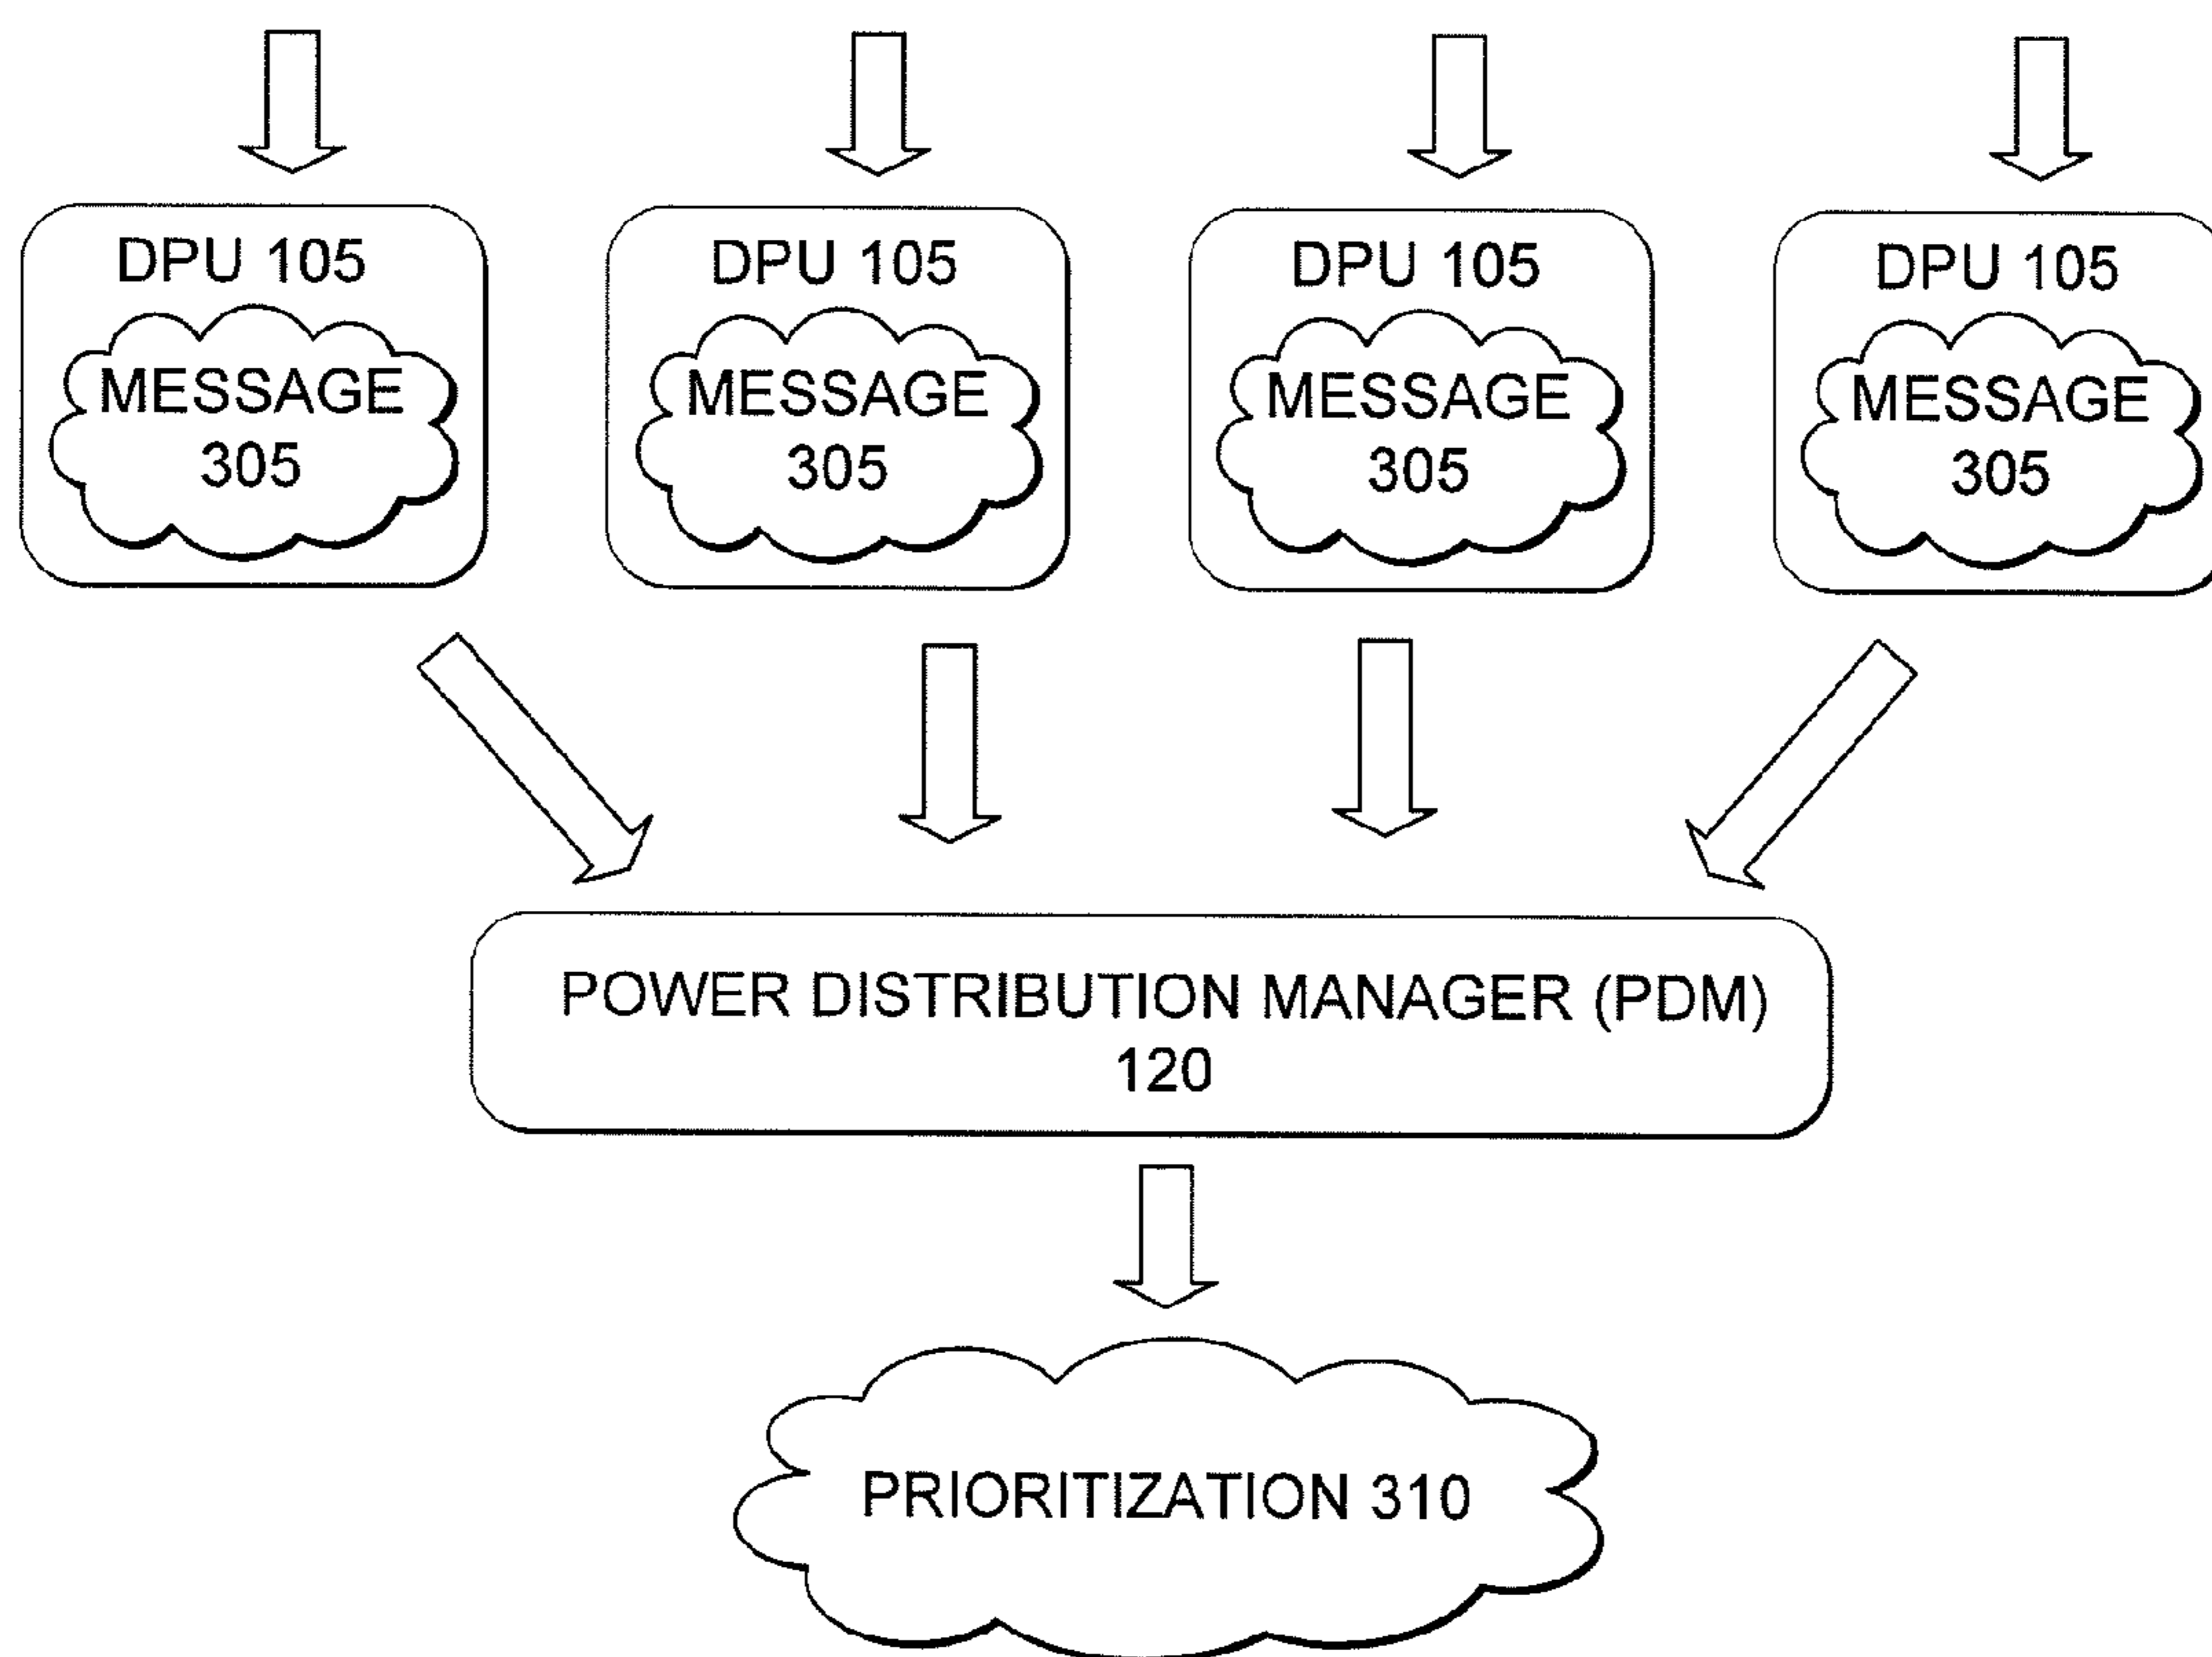 DPU 105
MESSAGE
305
DPU 105
MESSAGE
305
DPU 105
MESSAGE
305
DPU 105
MESSAGE
305
POWER DISTRIBUTION MANAGER (PDM)
120
PRIORITIZATION 310